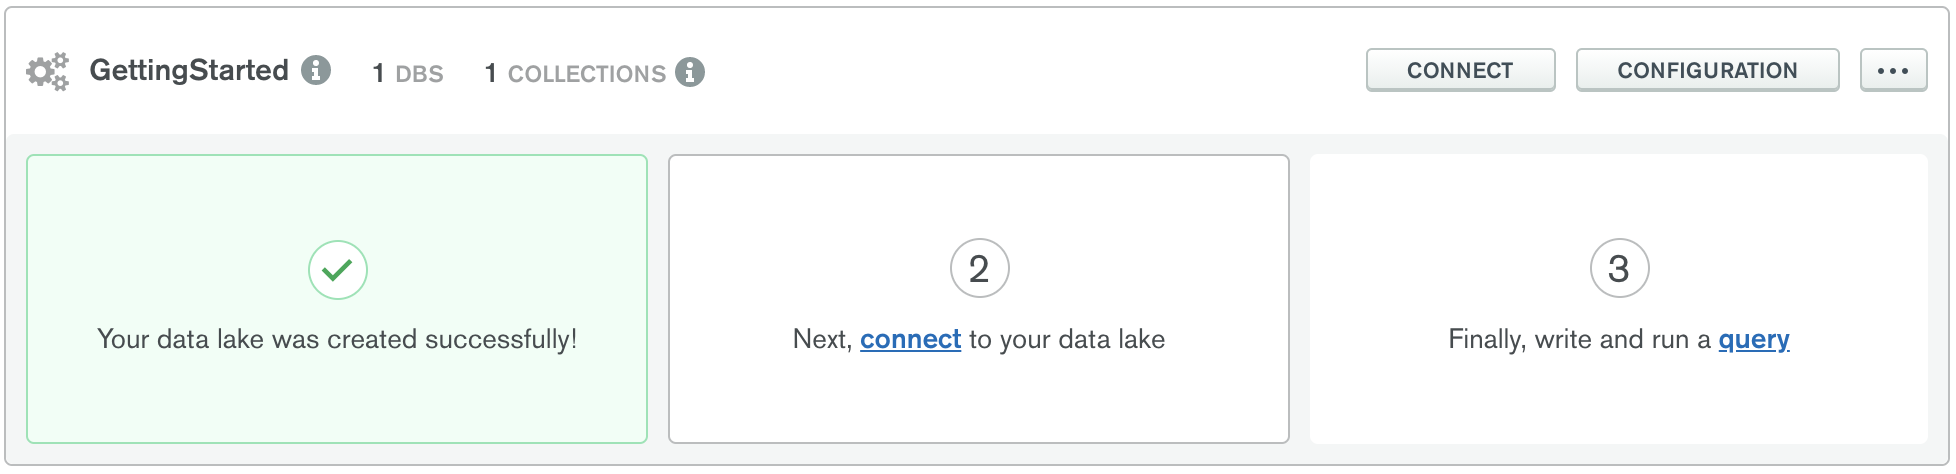 GettingStarted 1 DBS 1 COLLECTIONS CONNECT CONFIGURATION ...
2 3
Your data lake was created successfully! Next, connect to your data lake Finally, write and run a query